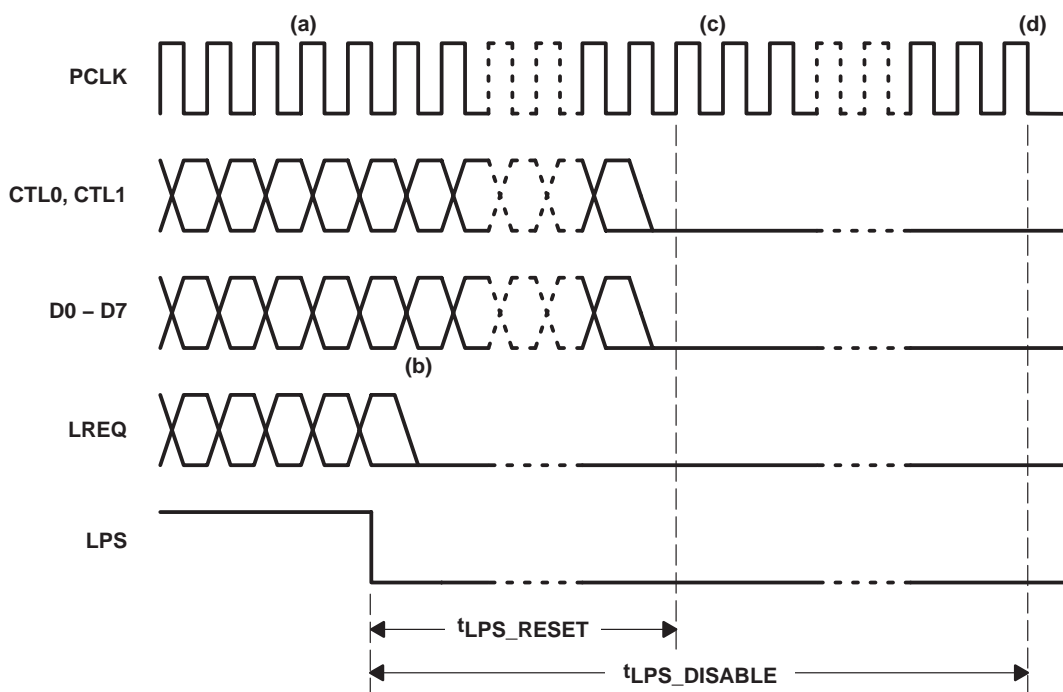 (a) (c) (d)
PCLK
CTL0, CTL1
D0 – D7
(b)
LREQ
LPS
tLPS_RESET
tLPS_DISABLE